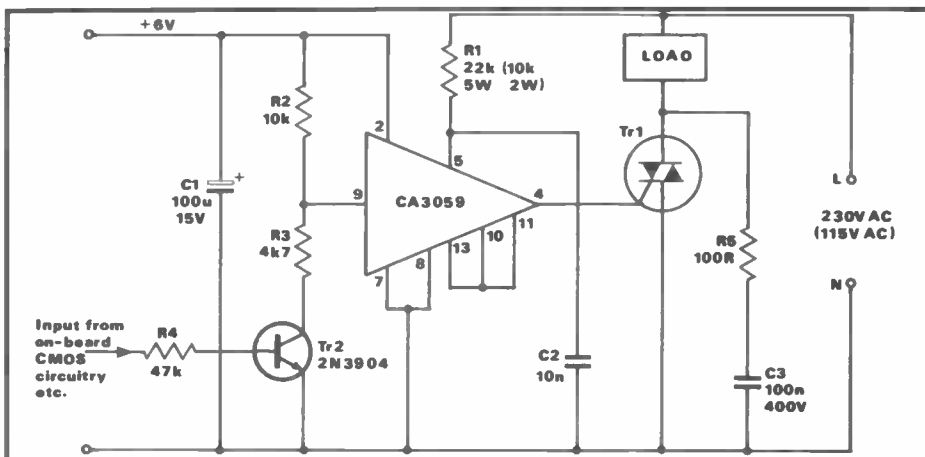 +6V
R1
22k (10k
5W 2W)
LOAO
R2
10k
2
Tr1
5
C1
100u
15V
+
9
CA3059
4
L
11
10
13
230V AC
(115V AC)
R3
4k7
8
7
R5
100R
N
Input from
on-board
CMOS
circuitry
etc.
R4
47k
Tr2
2N3904
C2
10n
C3
100n
400V